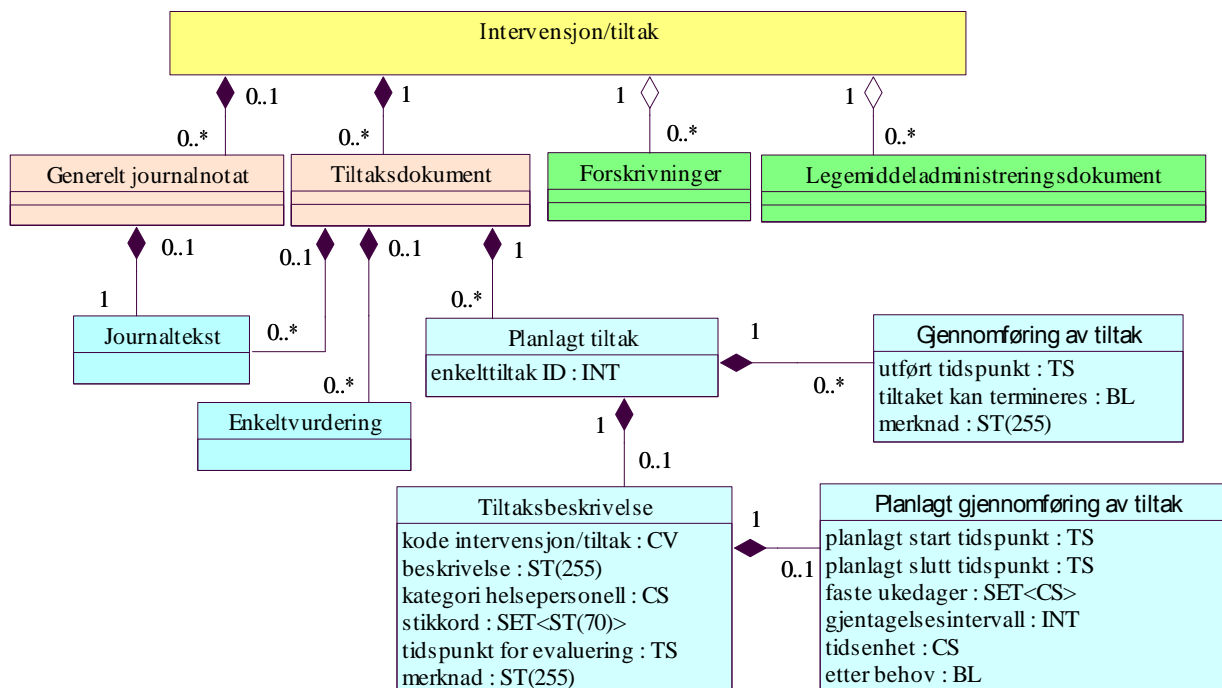 Intervensjon/tiltak
0..1
1
1
1
0..*
0..*
0..*
0..*
Generelt journalnotat
Tiltaksdokument
Forskrivninger
Legemiddeladministreringsdokument
0..1
0..1
0..1
1
1
0..*
0..*
0..*
Journaltekst
Enkeltvurdering
Planlagt tiltak
enkelttiltak ID : INT
1
0..*
Gjennomføring av tiltak
utført tidspunkt : TS
tiltaket kan termineres : BL
merknad : ST(255)
1
0..1
Tiltaksbeskrivelse
kode intervensjon/tiltak : CV
beskrivelse : ST(255)
kategori helsepersonell : CS
stikkord : SET<ST(70)>
tidspunkt for evaluering : TS
merknad : ST(255)
1
0..1
Planlagt gjennomføring av tiltak
planlagt start tidspunkt : TS
planlagt slutt tidspunkt : TS
faste ukedager : SET<CS>
gjentagelsesintervall : INT
tidsenhet : CS
etter behov : BL